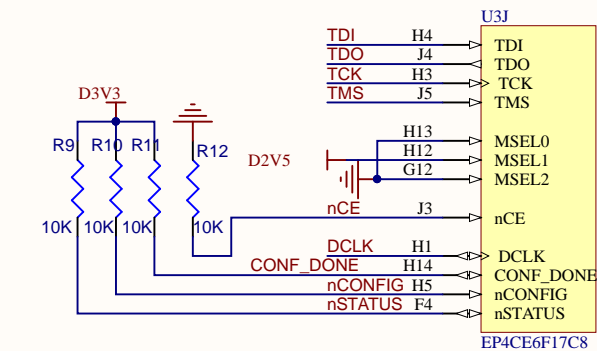 U3J
TDI H4 TDI
TDO J4 TDO
TCK H3 TCK
TMS J5 TMS
D3V3
R9 R10 R11 R12
D2V5
H13 MSEL0
H12 MSEL1
G12 MSEL2
10K 10K 10K 10K
nCE J3 nCE
DCLK H1 DCLK
CONF_DONE H14 CONF_DONE
nCONFIG H5 nCONFIG
nSTATUS F4 nSTATUS
EP4CE6F17C8